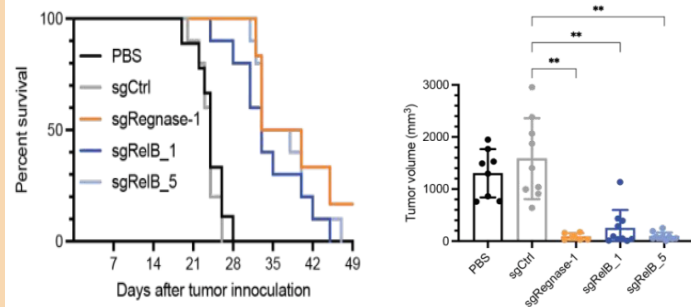 100
50
0
Percent survival
PBS
sgCtrl
sgRegnase-1
sgRelB_1
sgRelB_5
7 14 21 28 35 42 49
Days after tumor innoculation
**
**
**
3000
2000
1000
0
Tumor volume (mm³)
PBS
sgCtrl
sgRegnase-1
sgRelB_1
sgRelB_5